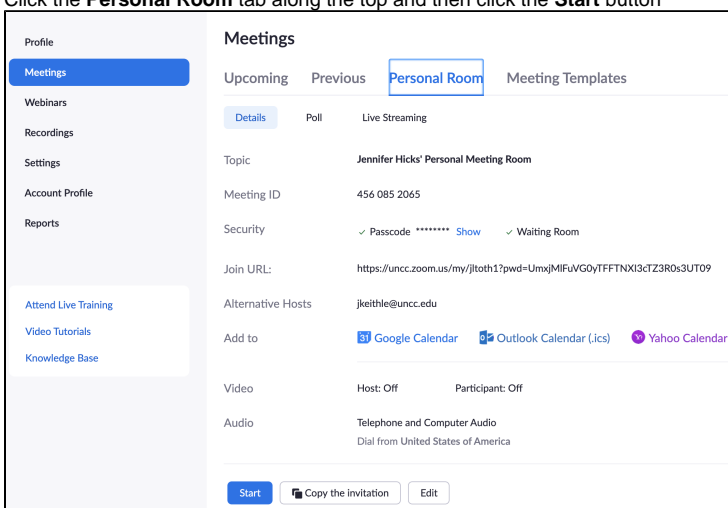 Click the Personal Room tab along the top and then click the Start button
Profile
Meetings
Webinars
Recordings
Settings
Account Profile
Reports
Attend Live Training
Video Tutorials
Knowledge Base
Meetings
Upcoming Previous Personal Room Meeting Templates
Details Poll Live Streaming
Topic Jennifer Hicks' Personal Meeting Room
Meeting ID 456 085 2065
Security ✓ Passcode ******** Show ✓ Waiting Room
Join URL: https://uncc.zoom.us/my/jltoth1?pwd=UmxjMlFuVG0yTFFTNXl3cTZ3R0s3UT09
Alternative Hosts jkeithle@uncc.edu
Add to 31 Google Calendar Outlook Calendar (.ics) Yahoo Calendar
Video Host: Off Participant: Off
Audio Telephone and Computer Audio
Dial from United States of America
Start Copy the invitation Edit